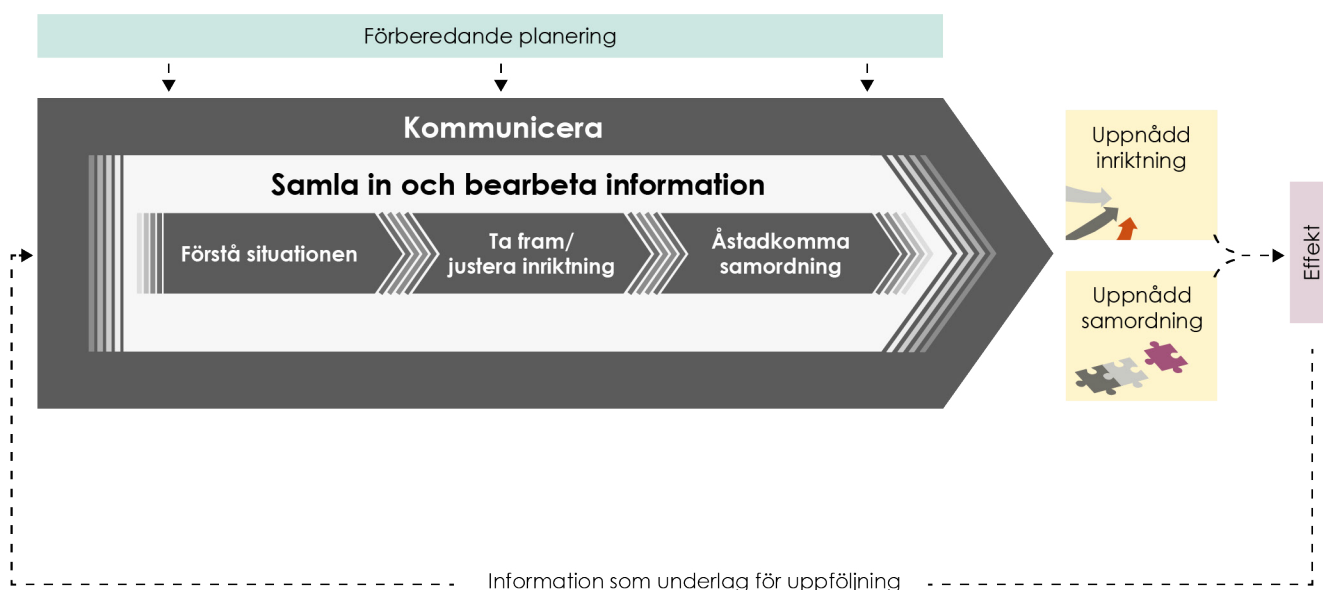 Förberedande planering
Kommunicera
Samla in och bearbeta information
Förstå situationen
Ta fram/
justera inriktning
Åstadkomma
samordning
Uppnådd
inriktning
Uppnådd
samordning
Effekt
Information som underlag för uppföljning